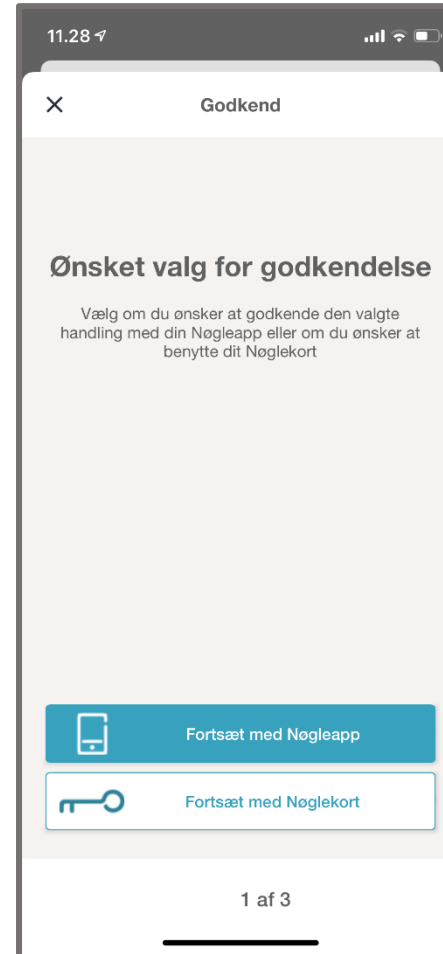 11.28
Godkend
Ønsket valg for godkendelse
Vælg om du ønsker at godkende den valgte
handling med din Nøgleapp eller om du ønsker at
benytte dit Nøglekort
Fortsæt med Nøgleapp
Fortsæt med Nøglekort
1 af 3